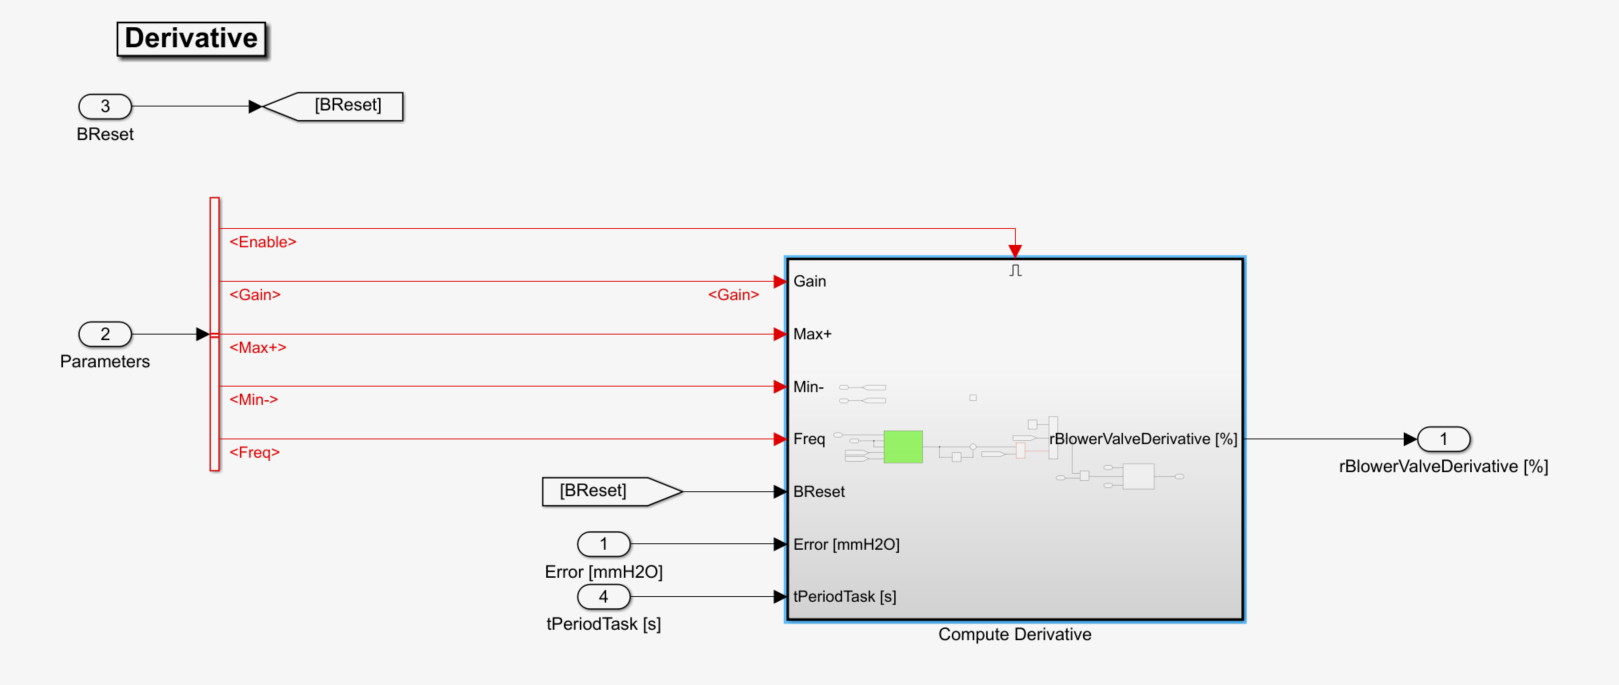 Derivative
3
[BReset]
BReset
<Enable>
<Gain>
<Gain>
Gain
2
Parameters
<Max+>
Max+
<Min->
Min-
<Freq>
Freq
rBlowerValveDerivative [%]
1
rBlowerValveDerivative [%]
[BReset]
BReset
1
Error [mmH2O]
Error [mmH2O]
4
tPeriodTask [s]
tPeriodTask [s]
Compute Derivative